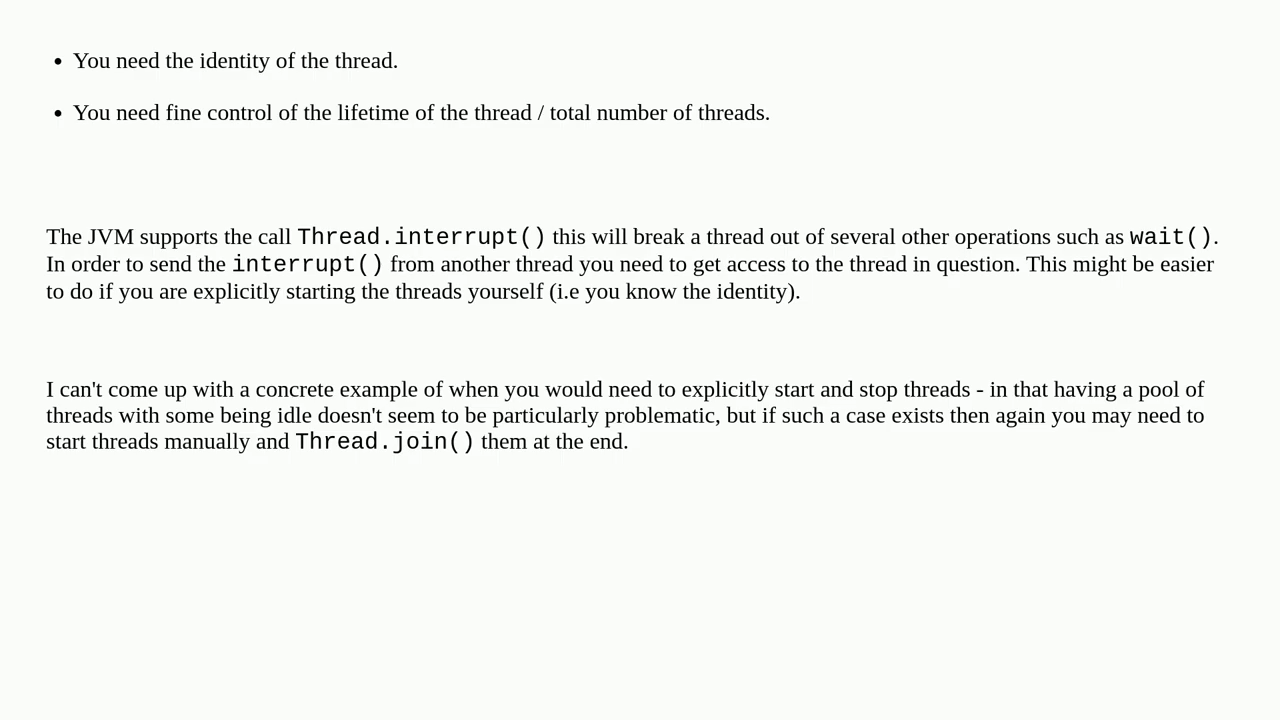 • You need the identity of the thread.
• You need fine control of the lifetime of the thread / total number of threads.
The JVM supports the call Thread.interrupt() this will break a thread out of several other operations such as wait().
In order to send the interrupt() from another thread you need to get access to the thread in question. This might be easier
to do if you are explicitly starting the threads yourself (i.e you know the identity).
I can't come up with a concrete example of when you would need to explicitly start and stop threads - in that having a pool of
threads with some being idle doesn't seem to be particularly problematic, but if such a case exists then again you may need to
start threads manually and Thread.join() them at the end.